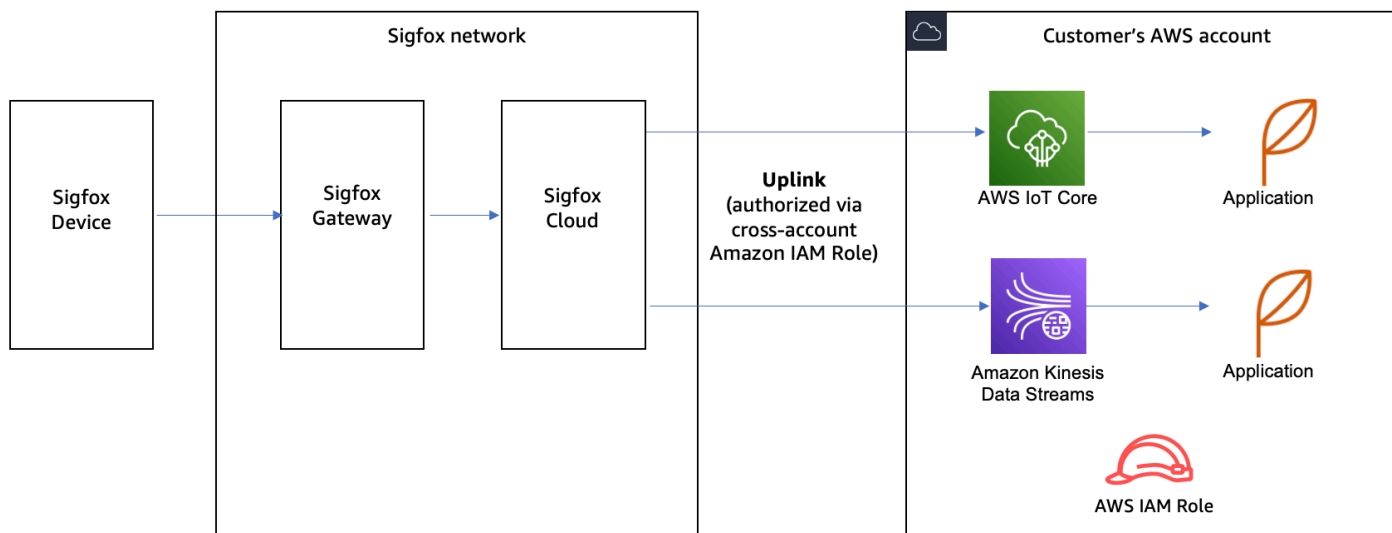 Sigfox network
Customer's AWS account
Sigfox
Device
Sigfox
Gateway
Sigfox
Cloud
Uplink
(authorized via
cross-account
Amazon IAM Role)
AWS IoT Core
Application
Amazon Kinesis
Data Streams
Application
AWS IAM Role